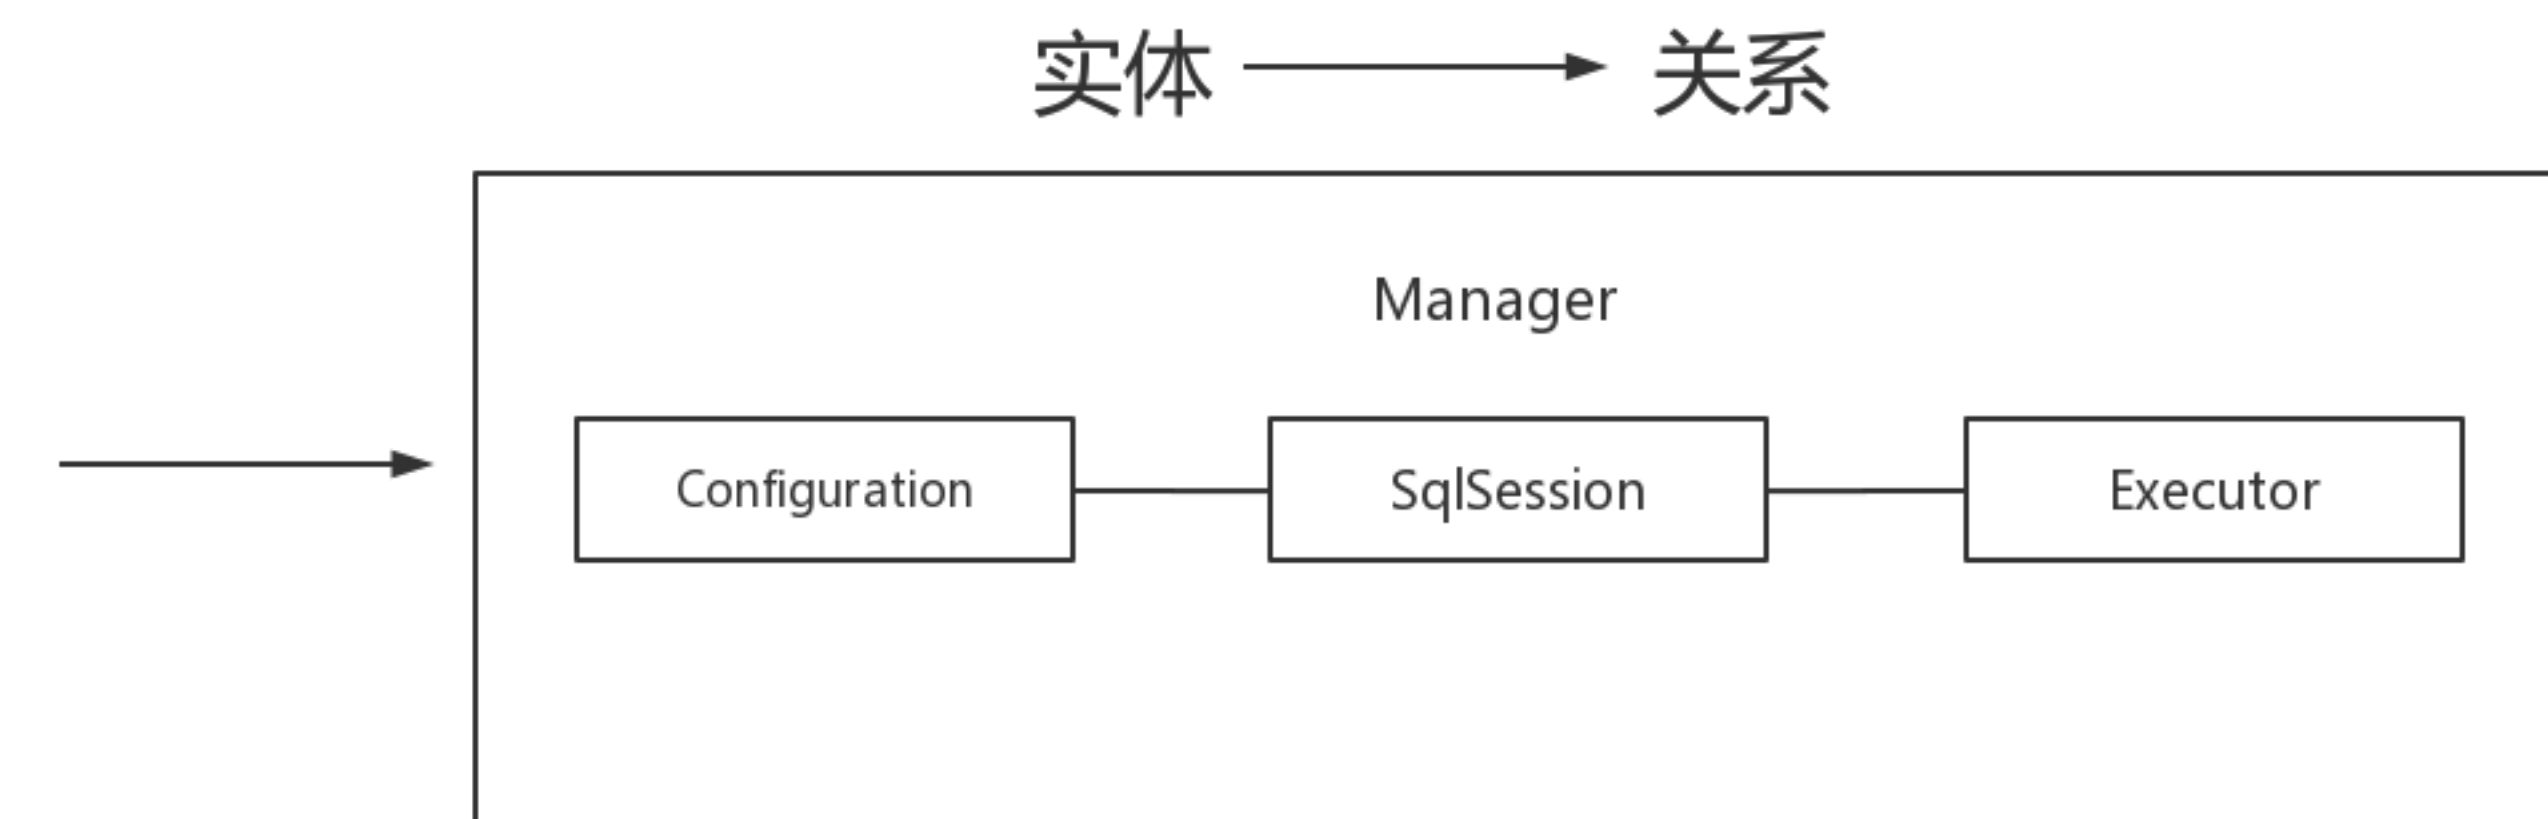 实体 关系
Manager
Configuration SqlSession Executor